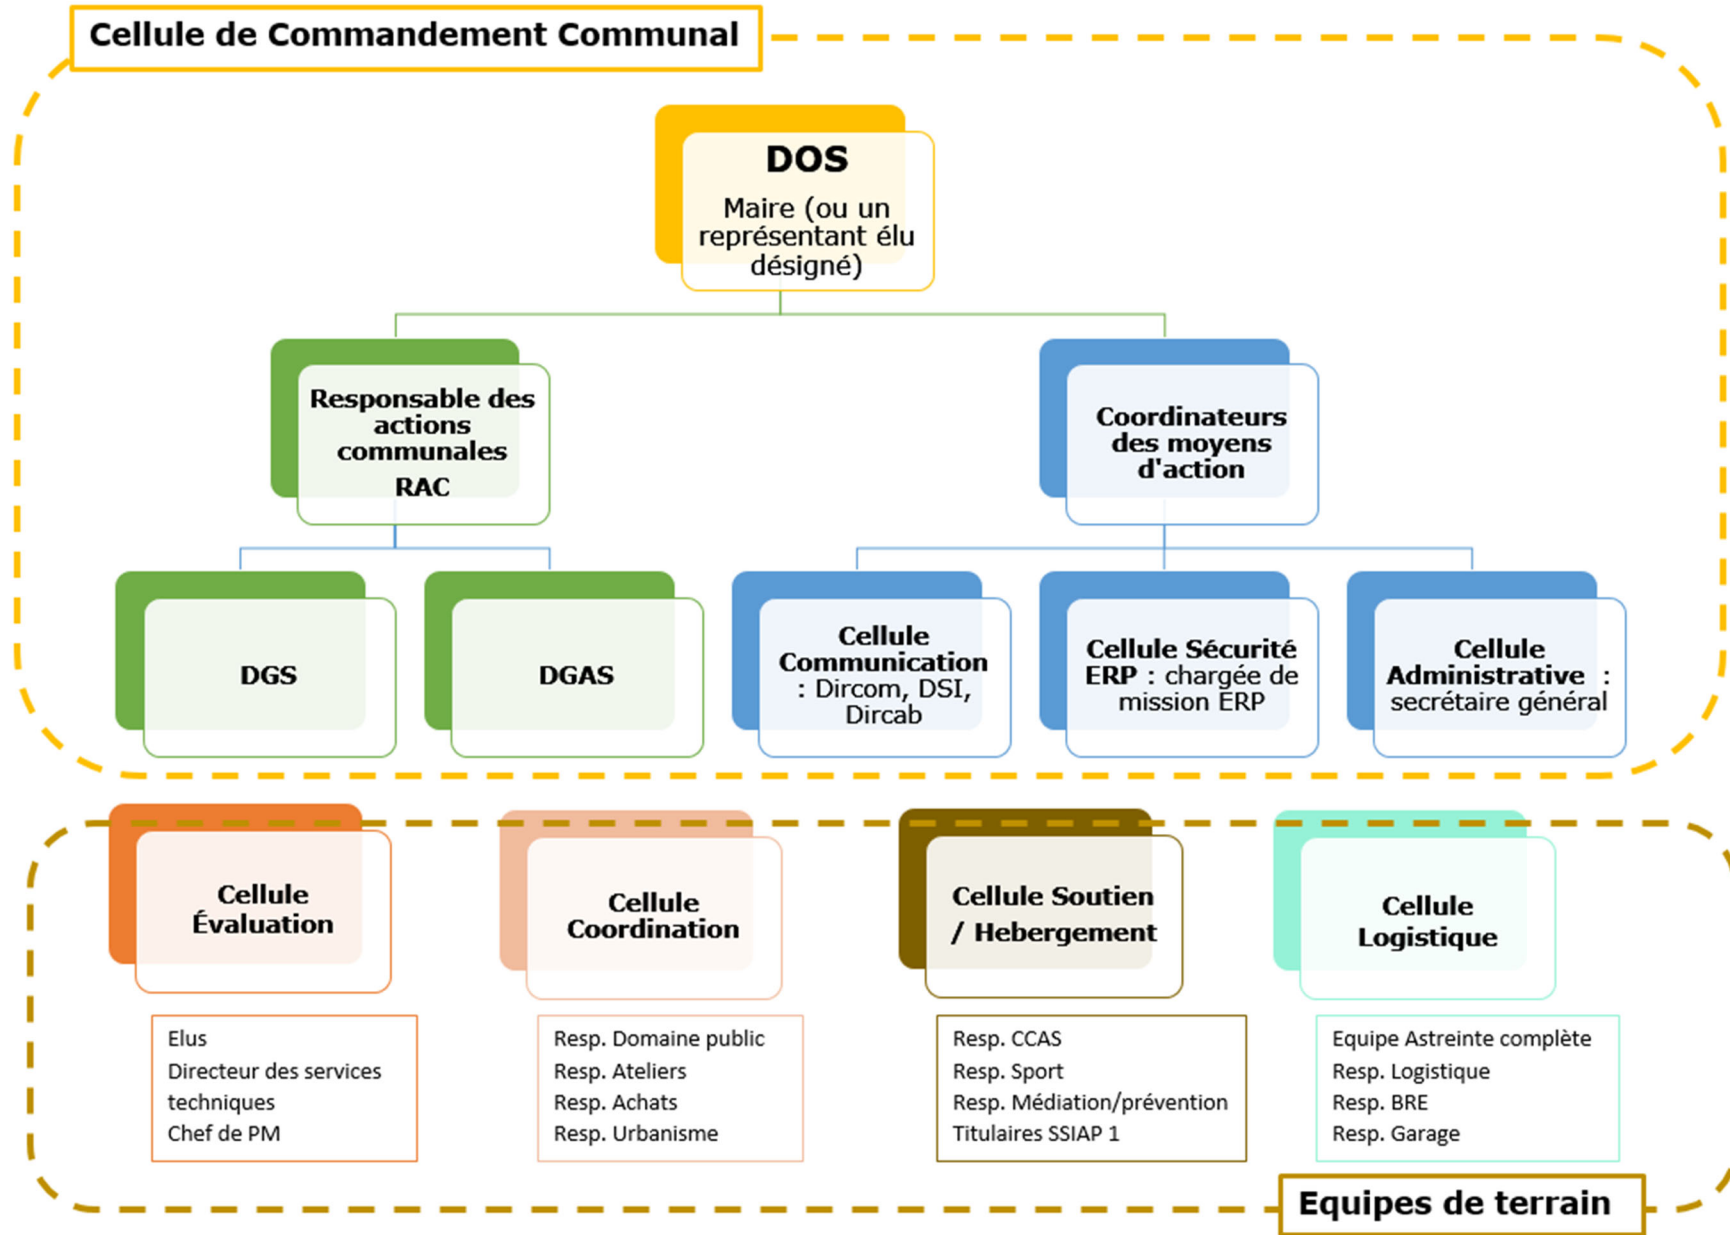 Cellule de Commandement Communal
DOS
Maire (ou un
représentant élu
désigné)
Responsable des
actions
communales
RAC
Coordinateurs
des moyens
d'action
DGS
DGAS
Cellule
Communication
: Dircom, DSI,
Dircab
Cellule Sécurité
ERP : chargée de
mission ERP
Cellule
Administrative :
secrétaire général
Cellule
Évaluation
Cellule
Coordination
Cellule Soutien
/ Hebergement
Cellule
Logistique
Elus
Directeur des services
techniques
Chef de PM
Resp. Domaine public
Resp. Ateliers
Resp. Achats
Resp. Urbanisme
Resp. CCAS
Resp. Sport
Resp. Médiation/prévention
Titulaires SSIAP 1
Equipe Astreinte complète
Resp. Logistique
Resp. BRE
Resp. Garage
Equipes de terrain